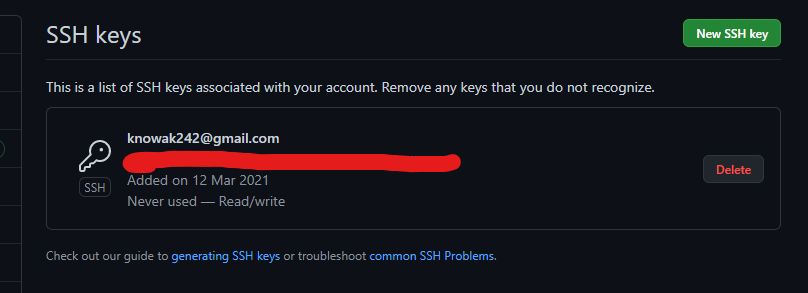 SSH keys
New SSH key
This is a list of SSH keys associated with your account. Remove any keys that you do not recognize.
knowak242@gmail.com
Added on 12 Mar 2021
SSH
Delete
Never used — Read/write
Check out our guide to generating SSH keys or troubleshoot common SSH Problems.